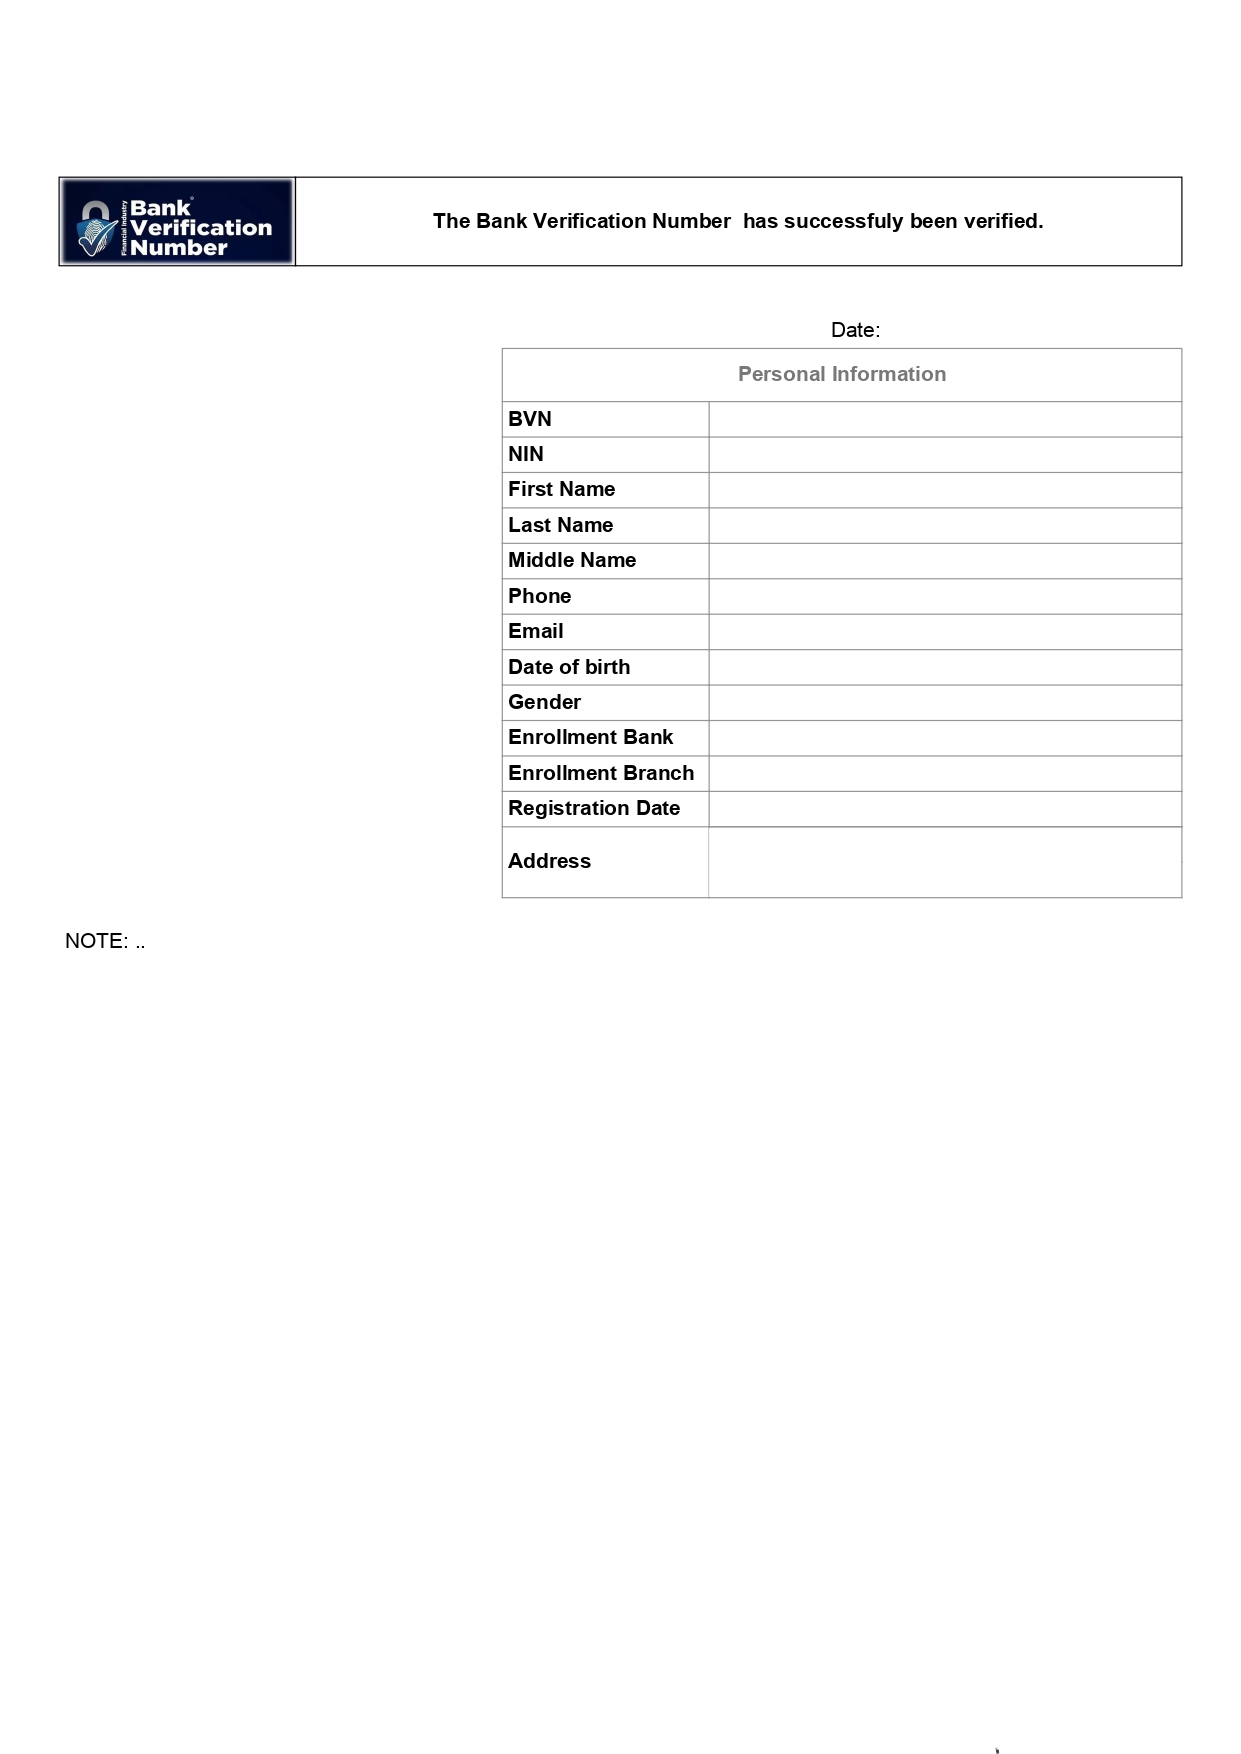 Financial Industry
Bank
Verification
Number
The Bank Verification Number  has successfuly been verified.
Date:
Personal Information
BVN
NIN
First Name
Last Name
Middle Name
Phone
Email
Date of birth
Gender
Enrollment Bank
Enrollment Branch
Registration Date
Address
NOTE: ..